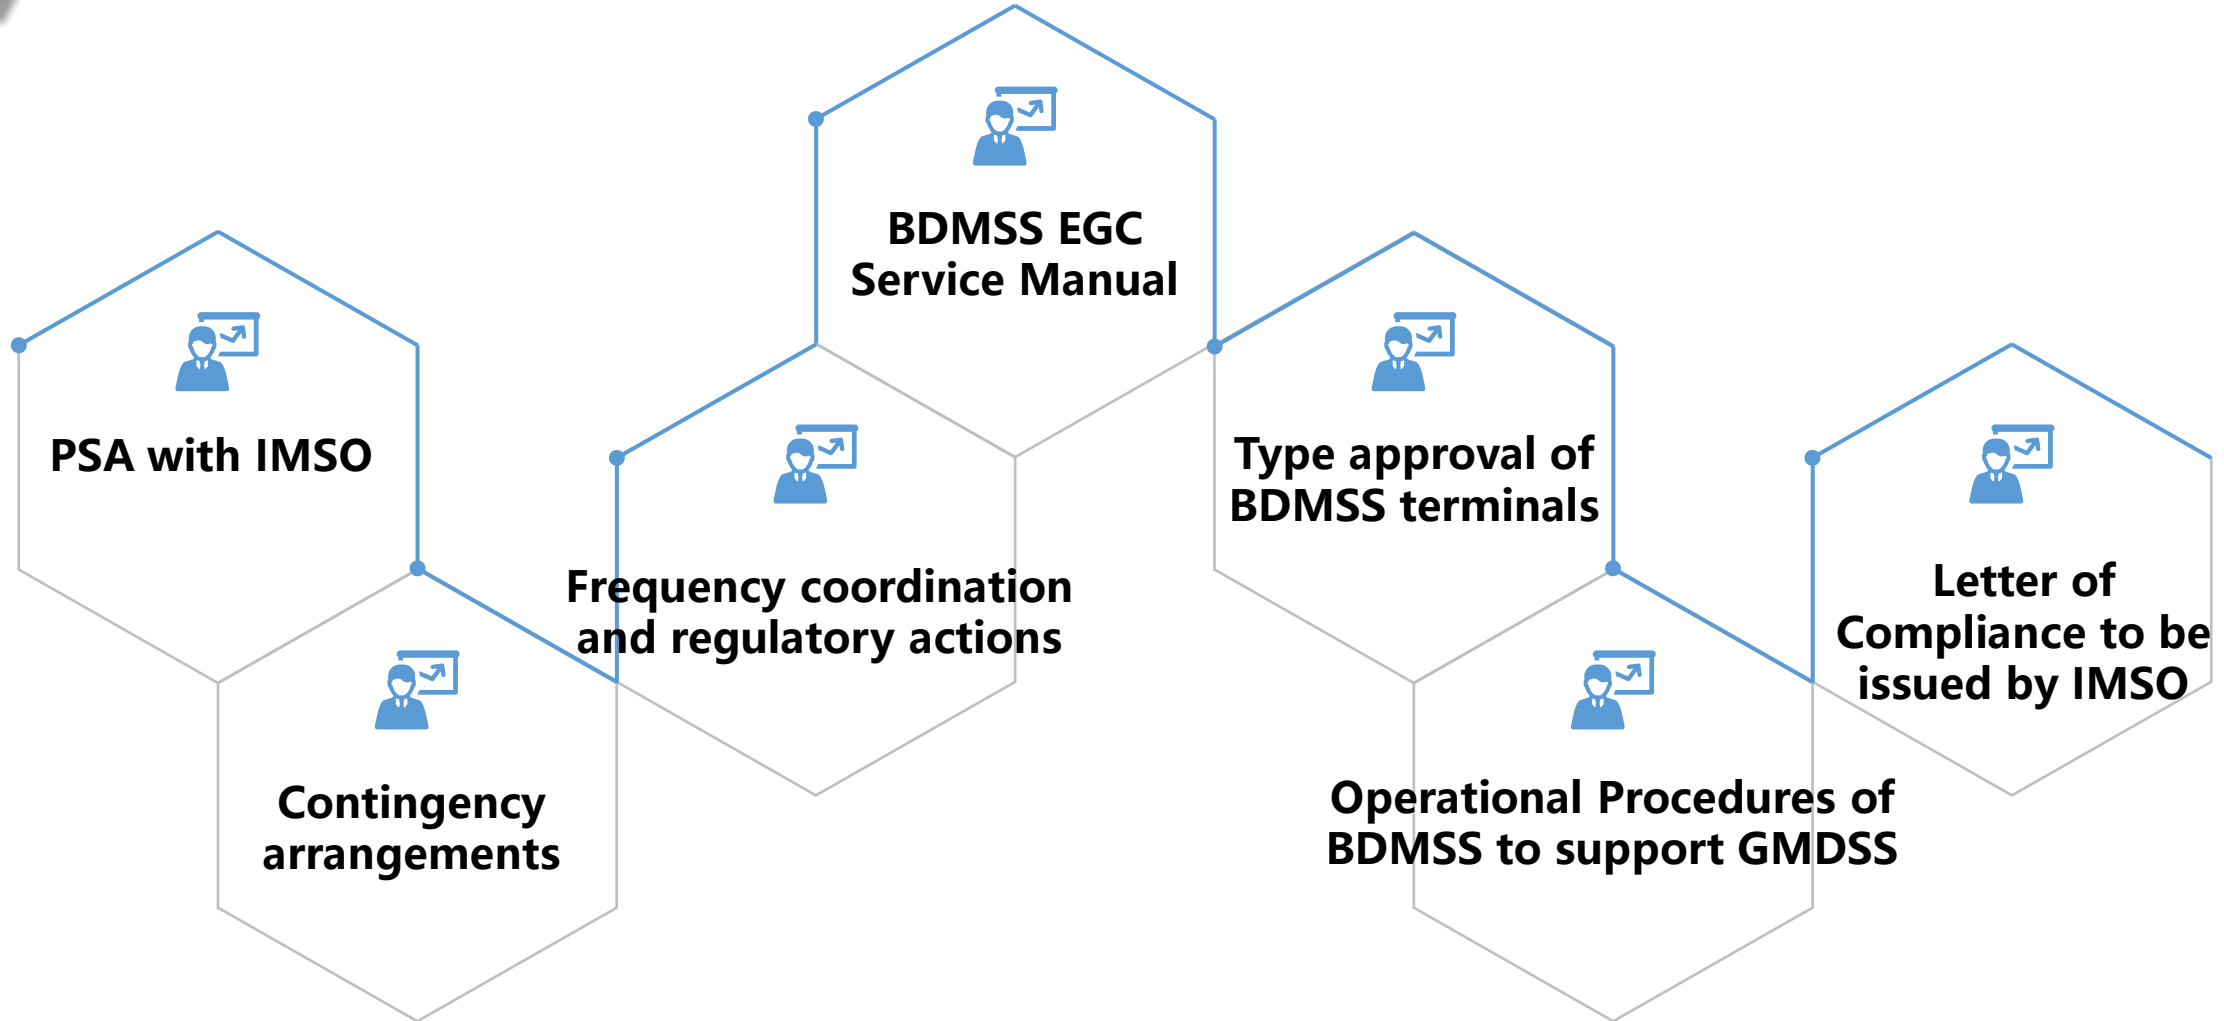 PSA with IMSO
Contingency
arrangements
Frequency coordination
and regulatory actions
BDMSS EGC
Service Manual
Type approval of
BDMSS terminals
Operational Procedures of
BDMSS to support GMDSS
Letter of
Compliance to be
issued by IMSO